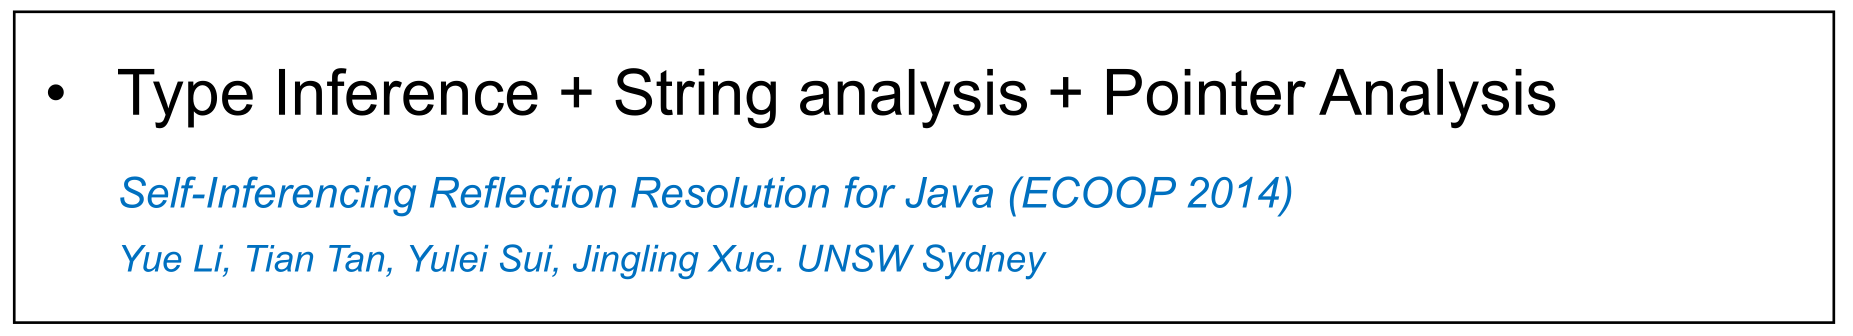 • Type Inference + String analysis + Pointer Analysis
Self-Inferencing Reflection Resolution for Java (ECOOP 2014)
Yue Li, Tian Tan, Yulei Sui, Jingling Xue. UNSW Sydney